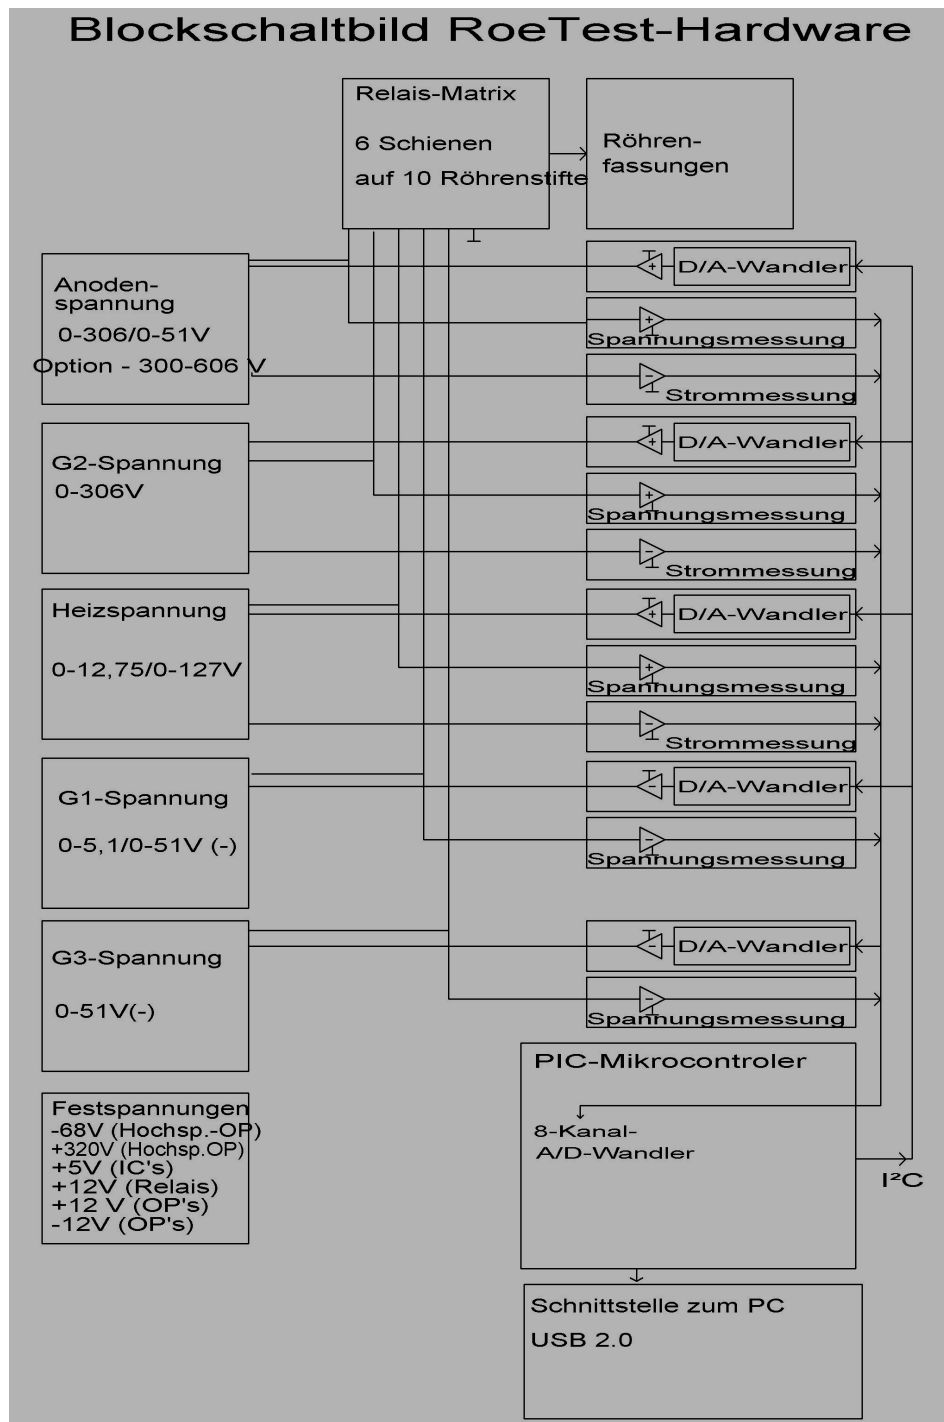 Blockschaltbild RoeTest-Hardware
Relais-Matrix
6 Schienen
auf 10 Röhrenstifte
Röhren-
fassungen
Anoden-
spannung
0-306/0-51V
Option - 300-606 V
D/A-Wandler
Spannungsmessung
Strommessung
G2-Spannung
0-306V
D/A-Wandler
Spannungsmessung
Strommessung
Heizspannung
0-12,75/0-127V
D/A-Wandler
Spannungsmessung
Strommessung
G1-Spannung
0-5,1/0-51V (-)
D/A-Wandler
Spannungsmessung
G3-Spannung
0-51V(-)
D/A-Wandler
Spannungsmessung
Festspannungen
-68V (Hochsp.-OP)
+320V (Hochsp.OP)
+5V (IC's)
+12V (Relais)
+12 V (OP's)
-12V (OP's)
PIC-Mikrocontroler
8-Kanal-
A/D-Wandler
I²C
Schnittstelle zum PC
USB 2.0